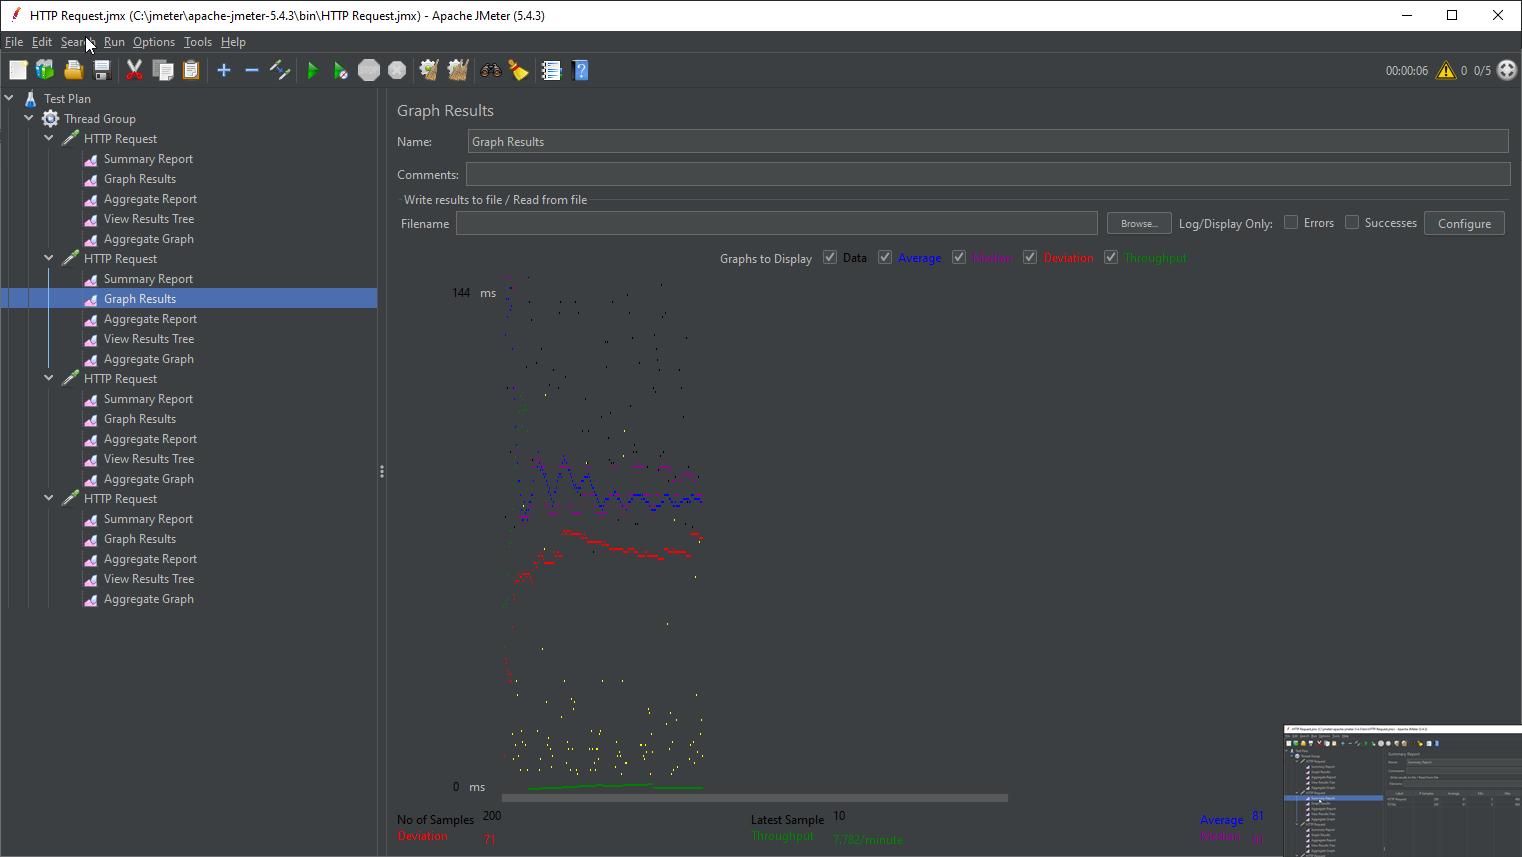 HTTP Request.jmx (C:\jmeter\apache-jmeter-5.4.3\bin\HTTP Request.jmx) - Apache JMeter (5.4.3)
File Edit Search Run Options Tools Help
00:00:06 0 0/5
Test Plan
Thread Group
HTTP Request
Summary Report
Graph Results
Aggregate Report
View Results Tree
Aggregate Graph
HTTP Request
Summary Report
Graph Results
Aggregate Report
View Results Tree
Aggregate Graph
HTTP Request
Summary Report
Graph Results
Aggregate Report
View Results Tree
Aggregate Graph
HTTP Request
Summary Report
Graph Results
Aggregate Report
View Results Tree
Aggregate Graph
Graph Results
Name: Graph Results
Comments:
Write results to file / Read from file
Filename Browse... Log/Display Only: Errors Successes Configure
Graphs to Display Data Average Median Deviation Throughput
144 ms
0 ms
No of Samples 200 Latest Sample 10 Average 81
Deviation 71 Throughput 7.782/minute Median